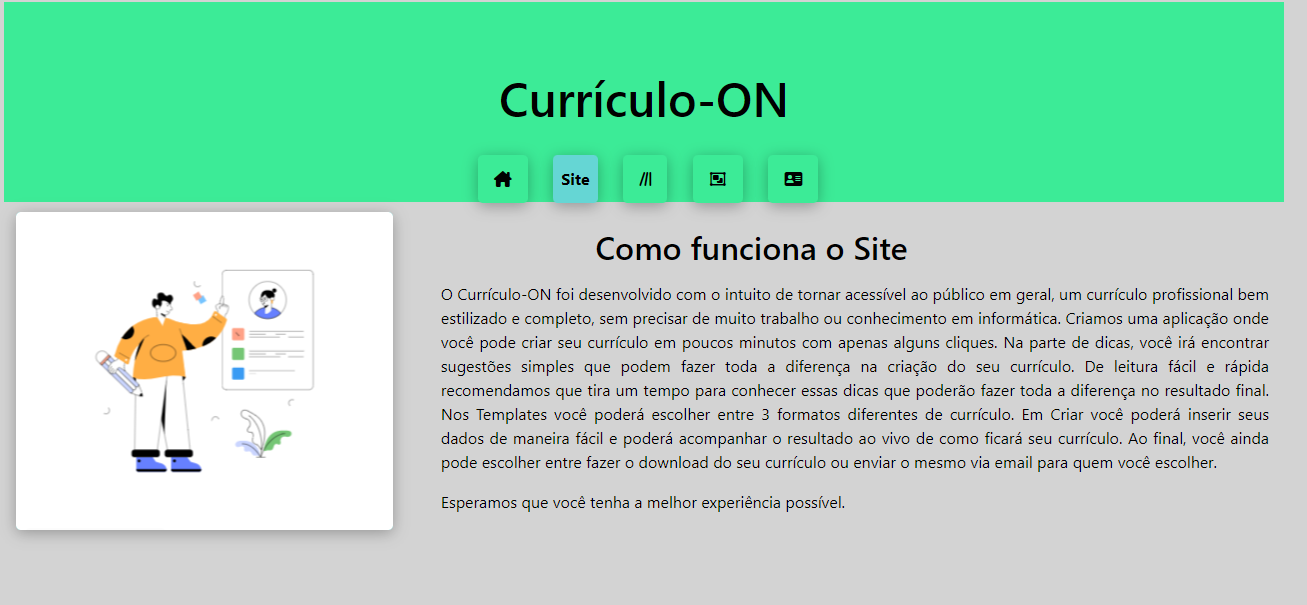 Currículo-ON
Site
Como funciona o Site
O Currículo-ON foi desenvolvido com o intuito de tornar acessível ao público em geral, um currículo profissional bem
estilizado e completo, sem precisar de muito trabalho ou conhecimento em informática. Criamos uma aplicação onde
você pode criar seu currículo em poucos minutos com apenas alguns cliques. Na parte de dicas, você irá encontrar
sugestões simples que podem fazer toda a diferença na criação do seu currículo. De leitura fácil e rápida
recomendamos que tira um tempo para conhecer essas dicas que poderão fazer toda a diferença no resultado final.
Nos Templates você poderá escolher entre 3 formatos diferentes de currículo. Em Criar você poderá inserir seus
dados de maneira fácil e poderá acompanhar o resultado ao vivo de como ficará seu currículo. Ao final, você ainda
pode escolher entre fazer o download do seu currículo ou enviar o mesmo via email para quem você escolher.
Esperamos que você tenha a melhor experiência possível.